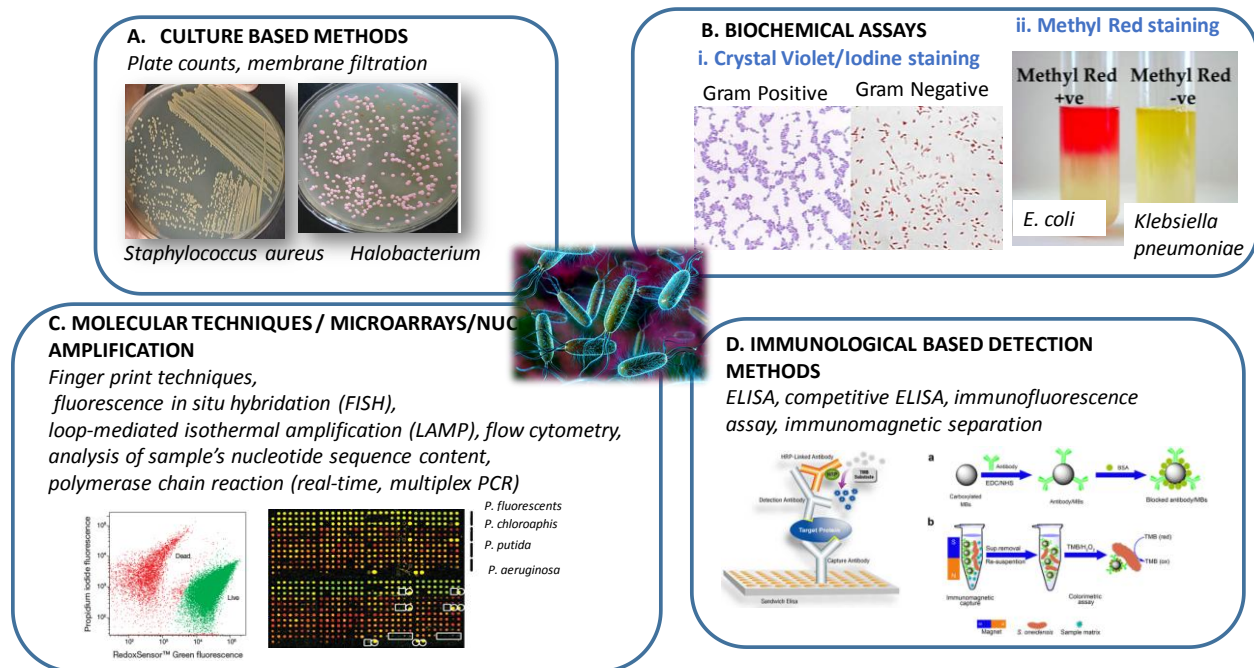 A. CULTURE BASED METHODS
Plate counts, membrane filtration
Staphylococcus aureus
Halobacterium
B. BIOCHEMICAL ASSAYS
i. Crystal Violet/Iodine staining
Gram Positive
Gram Negative
ii. Methyl Red staining
Methyl Red
+ve
Methyl Red
-ve
E. coli
Klebsiella
pneumoniae
C. MOLECULAR TECHNIQUES / MICROARRAYS/NUC
AMPLIFICATION
Finger print techniques,
fluorescence in situ hybridation (FISH),
loop-mediated isothermal amplification (LAMP), flow cytometry,
analysis of sample's nucleotide sequence content,
polymerase chain reaction (real-time, multiplex PCR)
Propidium iodide fluorescence
Dead
Live
RedoxSensor™ Green fluorescence
P. fluorescents
P. chloroaphis
P. putida
P. aeruginosa
D. IMMUNOLOGICAL BASED DETECTION
METHODS
ELISA, competitive ELISA, immunofluorescence
assay, immunomagnetic separation
HRP-Linked Antibody
TMB
Substrate
Detection Antibody
Target Protein
Capture Antibody
Sandwich Elisa
a
Carboxylated
MBs
Antibody
EDC/NHS
Antibody/MBs
BSA
Blocked antibody/MBs
b
S
N
Immunomagnetic
capture
Sup.removal
Re-suspention
TMB/H₂O₂
TMB (red)
TMB (ox)
Colorimetric
assay
Magnet
S. oneidensis
Sample matrix